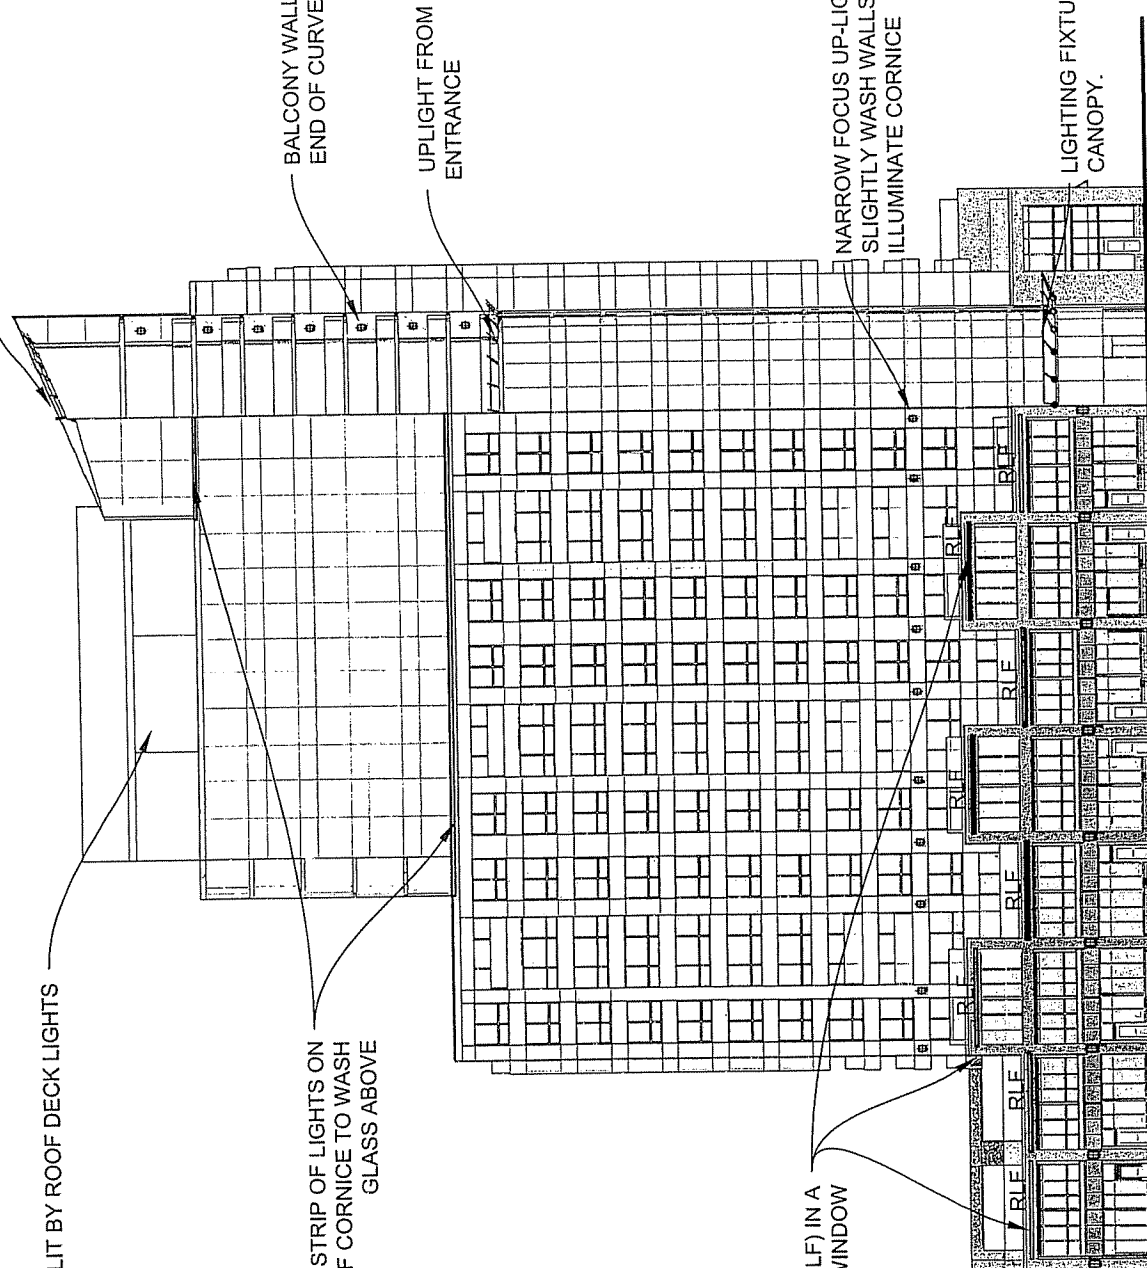 LIT BY ROOF DECK LIGHTS
STRIP OF LIGHTS ON
F CORNICE TO WASH
GLASS ABOVE
LF) IN A
WINDOW
BALCONY WALL
END OF CURVE
UPLIGHT FROM
ENTRANCE
NARROW FOCUS UP-LIG
SLIGHTLY WASH WALLS
ILLUMINATE CORNICE
LIGHTING FIXTU
CANOPY.
RLF
RLF
RLF
RLF
RLF
RLF
RLF